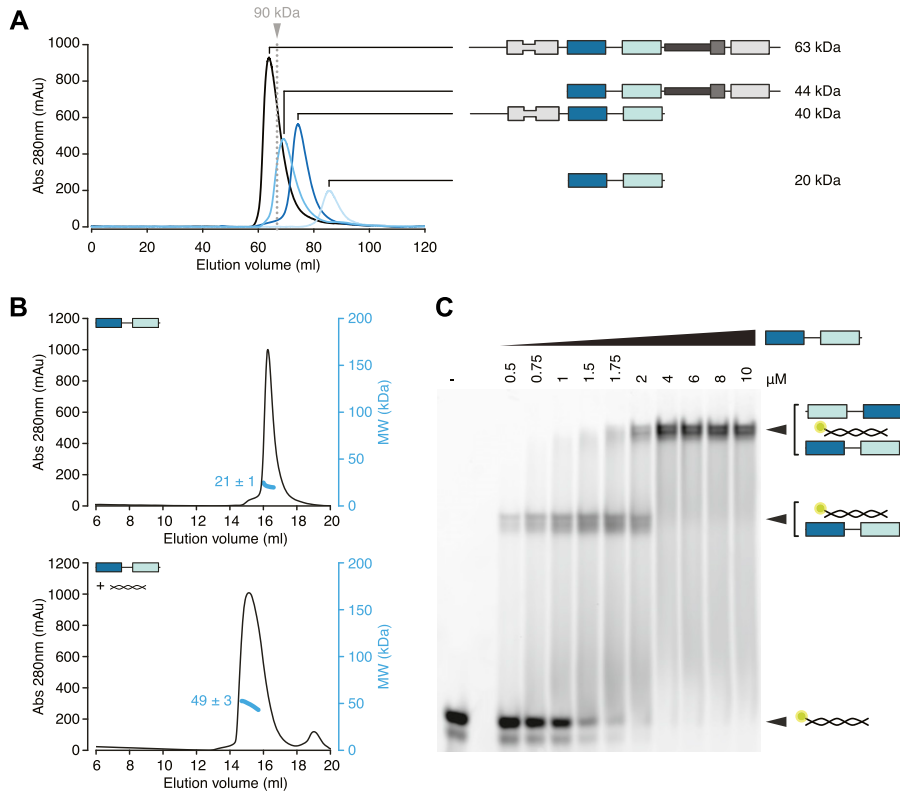 A
90 kDa
1000
800
600
400
200
0
Abs 280nm (mAu)
0 20 40 60 80 100 120
Elution volume (ml)
63 kDa
44 kDa
40 kDa
20 kDa
B
1200
1000
800
600
400
200
0
Abs 280nm (mAu)
21 ± 1
200
150
100
50
0
MW (kDa)
6 8 10 12 14 16 18 20
Elution volume (ml)
+
1200
1000
800
600
400
200
0
Abs 280nm (mAu)
49 ± 3
200
150
100
50
0
MW (kDa)
6 8 10 12 14 16 18 20
Elution volume (ml)
C
- 0.5 0.75 1 1.5 1.75 2 4 6 8 10 µM